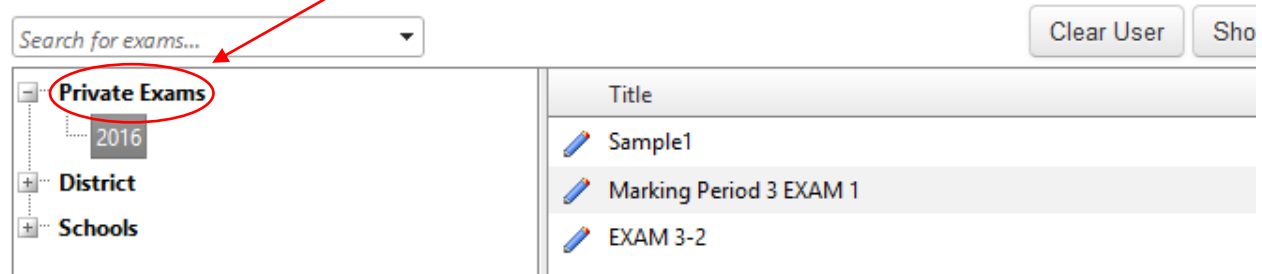 Search for exams...
Clear User
Sho
Private Exams
2016
District
Schools
Title
Sample1
Marking Period 3 EXAM 1
EXAM 3-2